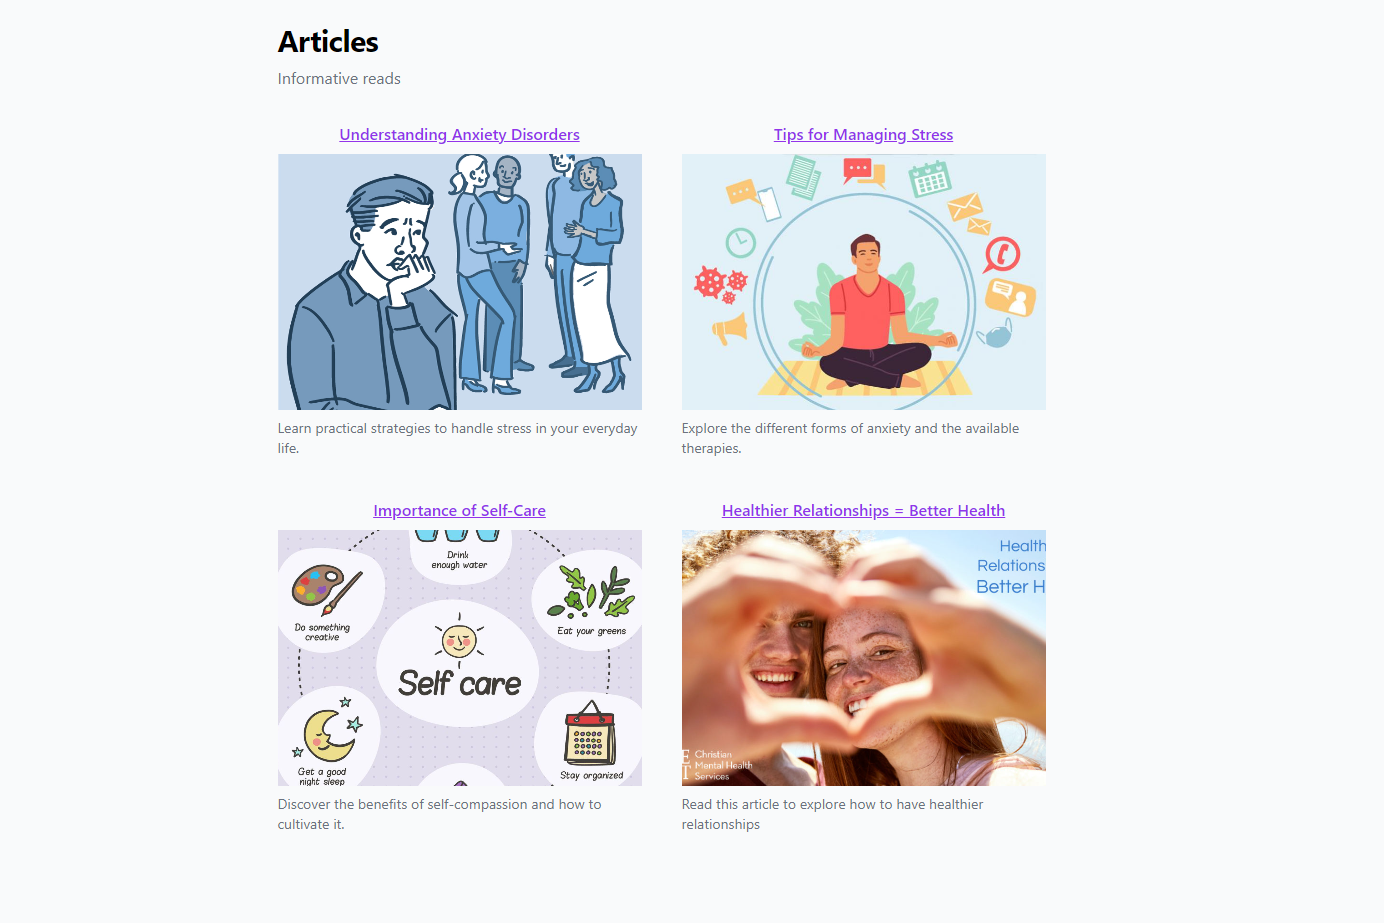 Articles
Informative reads
Understanding Anxiety Disorders
Tips for Managing Stress
Learn practical strategies to handle stress in your everyday
life.
Explore the different forms of anxiety and the available
therapies.
Importance of Self-Care
Healthier Relationships = Better Health
Drink
enough water
Do something
creative
Eat your greens
Self care
Get a good
night sleep
Stay organized
Health
Relations
Better H
Christian
Mental Health
Services
Discover the benefits of self-compassion and how to
cultivate it.
Read this article to explore how to have healthier
relationships